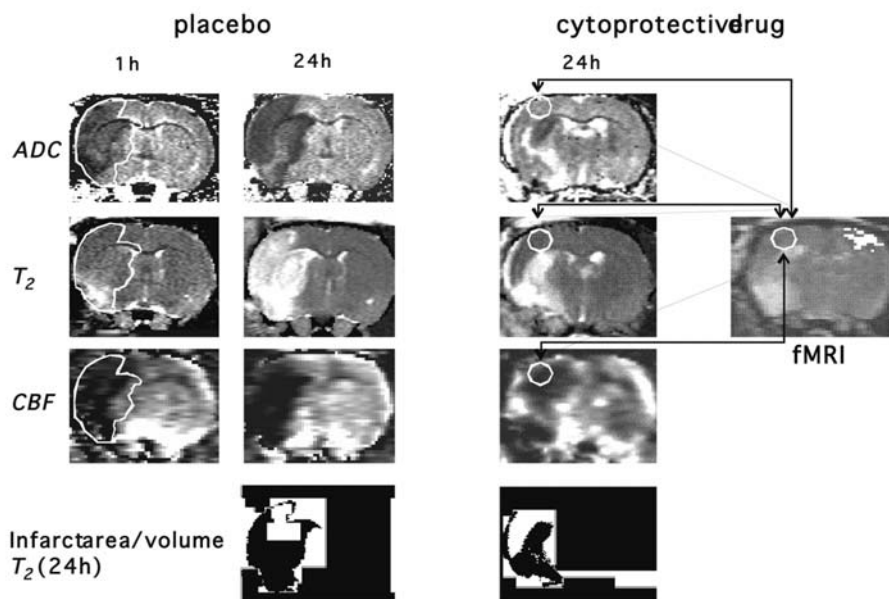 placebo
cytoprotectivedrug
1h
24h
24h
ADC
T2
CBF
fMRI
Infarctarea/volume
T2(24h)